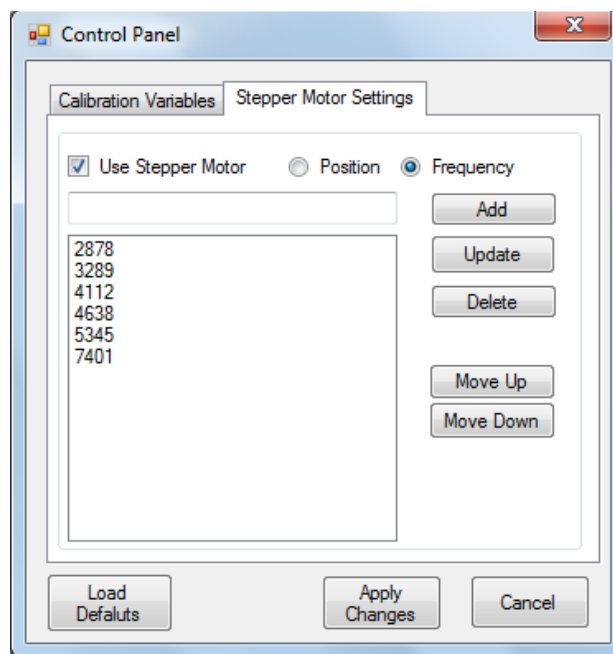 Control Panel
Calibration Variables Stepper Motor Settings
Use Stepper Motor Position Frequency
Add
2878
3289
4112
4638
5345
7401
Update
Delete
Move Up
Move Down
Load
Defaluts
Apply
Changes
Cancel